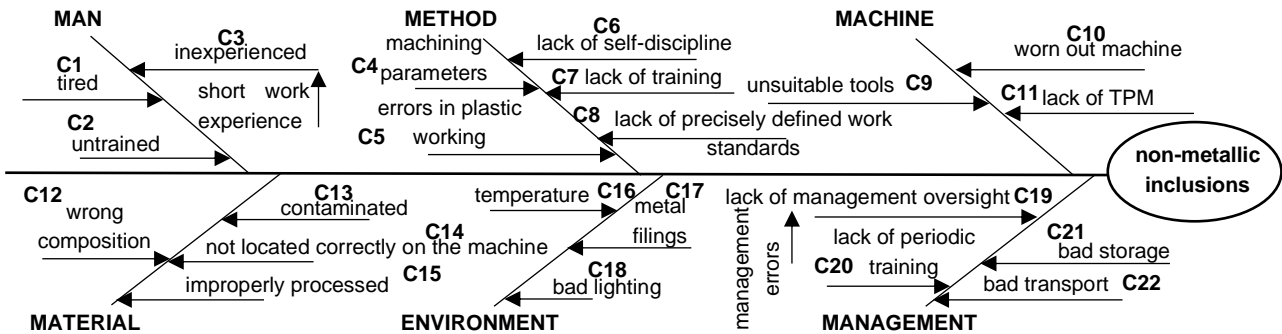 MAN
METHOD
MACHINE
C3
inexperienced
C1
tired
short work
experience
C2
untrained
C6
machining
lack of self-discipline
C4
parameters
C7
lack of training
errors in plastic
C8
C5
working
lack of precisely defined work
standards
C10
worn out machine
unsuitable tools
C9
C11
lack of TPM
non-metallic
inclusions
C12
wrong
composition
C13
contaminated
C14
not located correctly on the machine
C15
improperly processed
temperature
C16
C17
metal
filings
C18
bad lighting
lack of management oversight
C19
management
errors
lack of periodic
C20
training
C21
bad storage
bad transport
C22
MATERIAL
ENVIRONMENT
MANAGEMENT